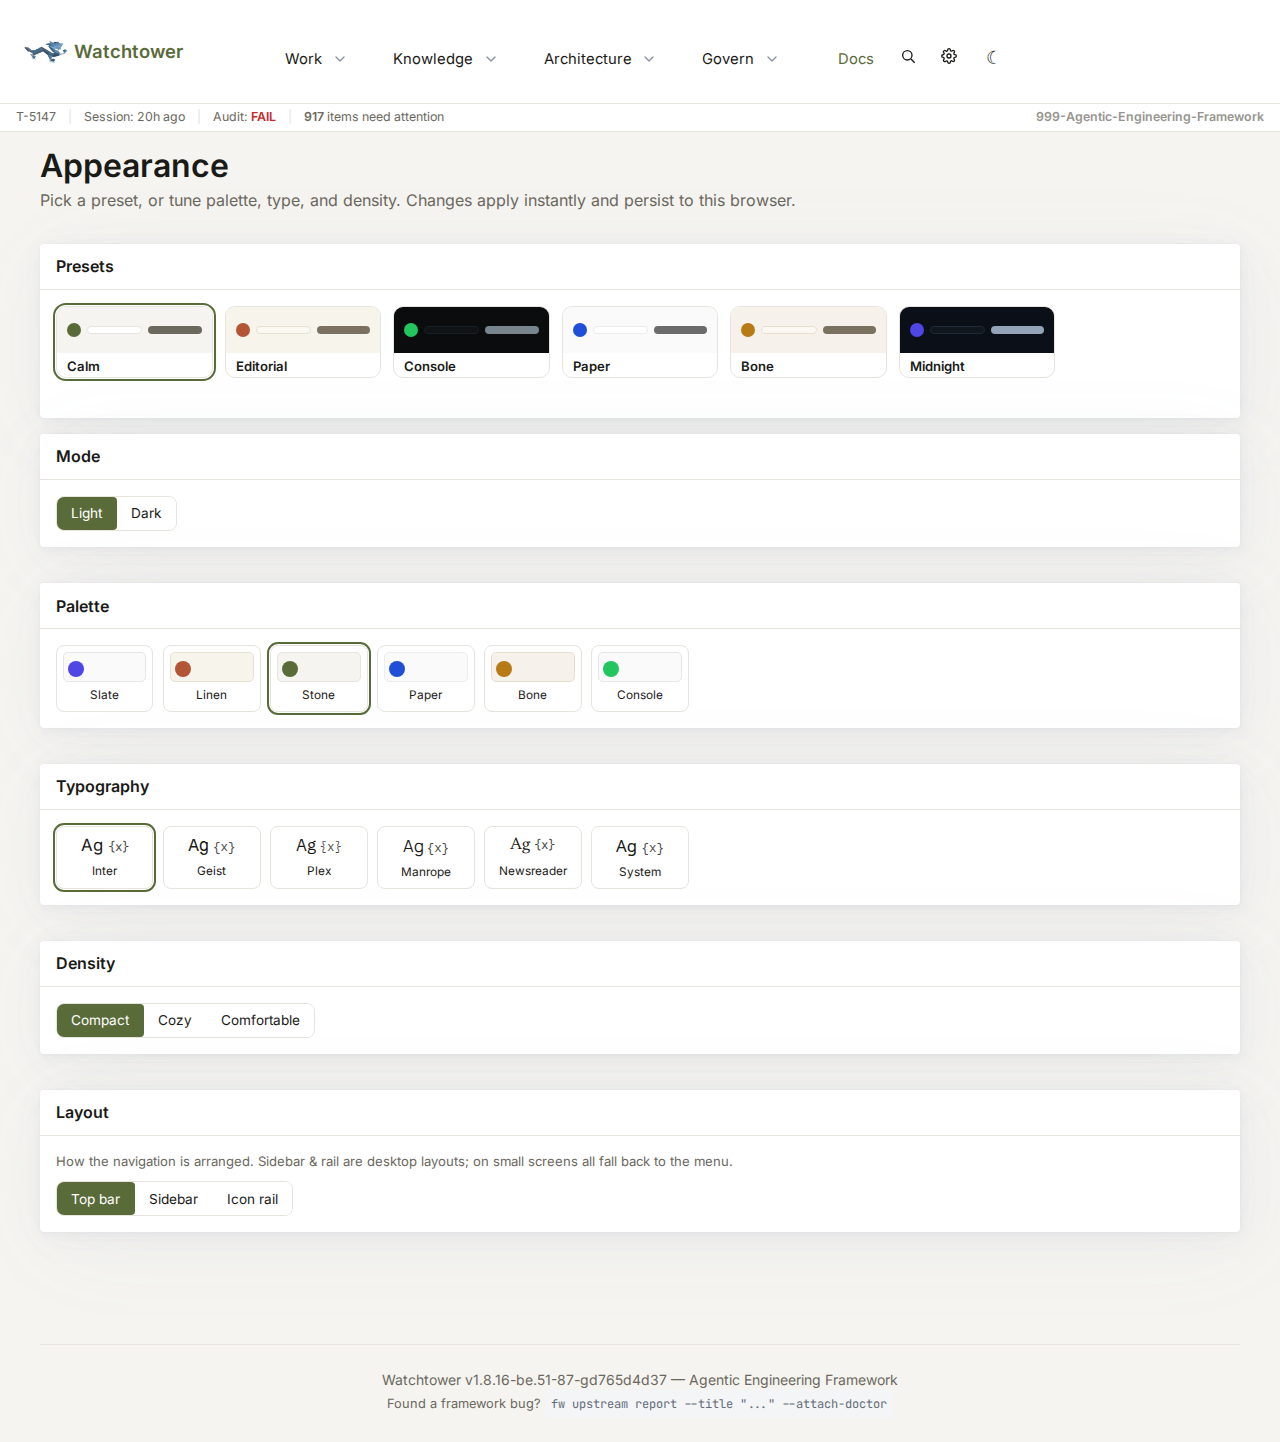 Watchtower
Work Knowledge Architecture Govern Docs
T-5147 Session: 20h ago Audit: FAIL 917 items need attention 999-Agentic-Engineering-Framework
Appearance
Pick a preset, or tune palette, type, and density. Changes apply instantly and persist to this browser.
Presets
Calm Editorial Console Paper Bone Midnight
Mode
Light Dark
Palette
Slate Linen Stone Paper Bone Console
Typography
Ag {x} Ag {x} Ag {x} Ag {x} Ag {x} Ag {x}
Inter Geist Plex Manrope Newsreader System
Density
Compact Cozy Comfortable
Layout
How the navigation is arranged. Sidebar & rail are desktop layouts; on small screens all fall back to the menu.
Top bar Sidebar Icon rail
Watchtower v1.8.16-be.51-87-gd765d4d37 — Agentic Engineering Framework
Found a framework bug? fw upstream report --title "..." --attach-doctor